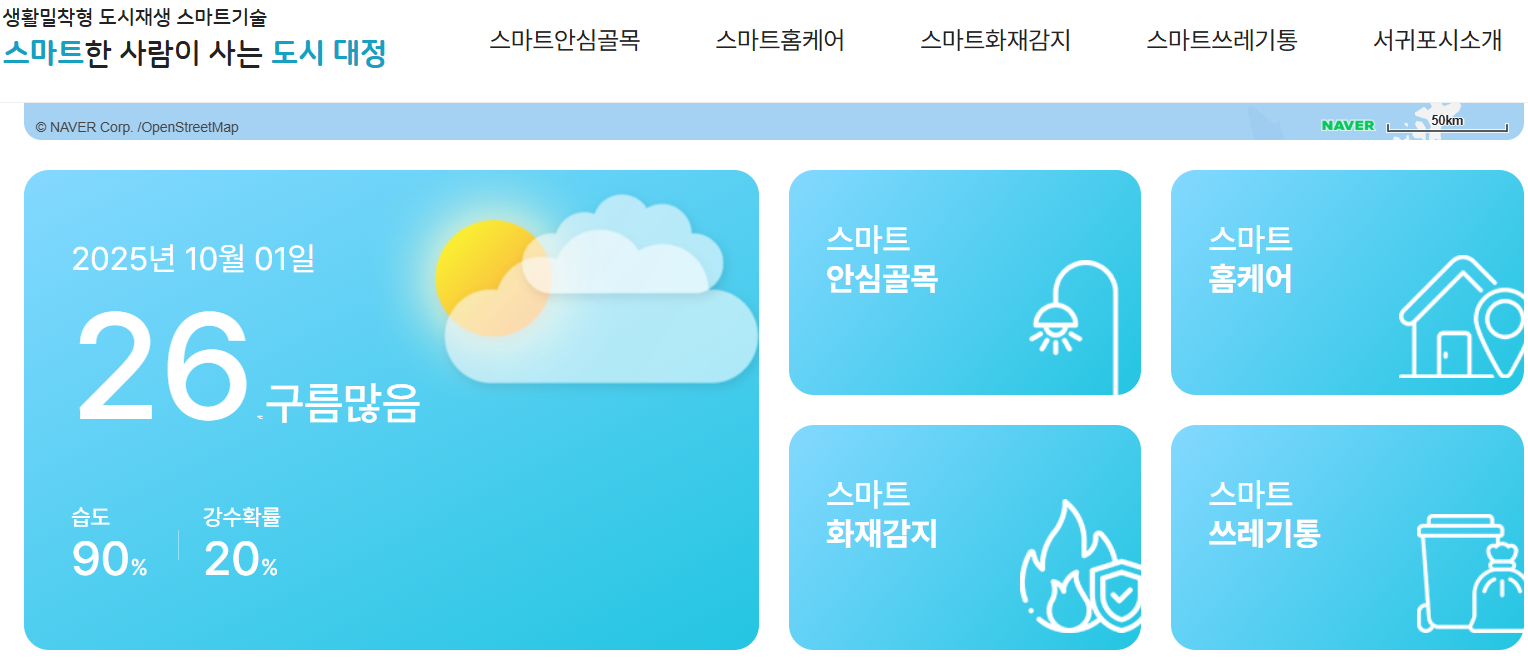 생활밀착형 도시재생 스마트기술
스마트한 사람이 사는 도시 대정
스마트안심골목 스마트홈케어 스마트화재감지 스마트쓰레기통 서귀포시소개
© NAVER Corp. /OpenStreetMap
NAVER 50km
2025년 10월 01일
26 구름많음
습도 강수확률
90% 20%
스마트
안심골목
스마트
홈케어
스마트
화재감지
스마트
쓰레기통